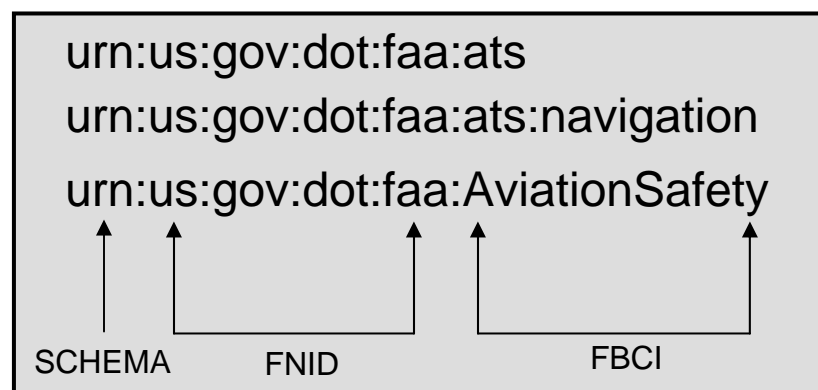 urn:us:gov:dot:faa:ats
urn:us:gov:dot:faa:ats:navigation
urn:us:gov:dot:faa:AviationSafety
SCHEMA FNID FBCI